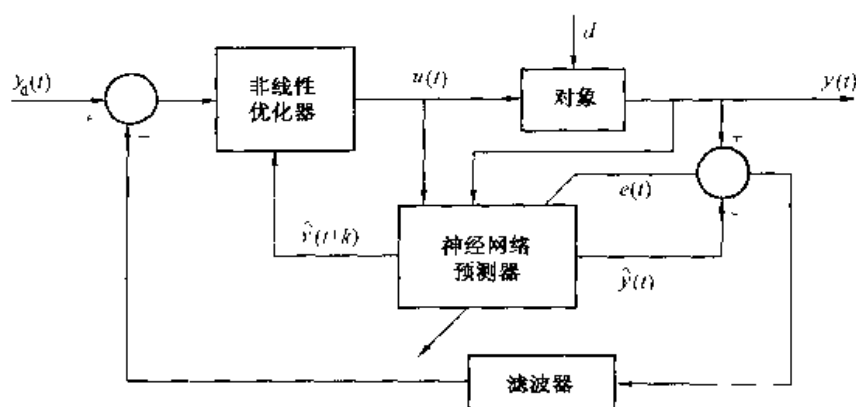 d
y_d(t)
非线性
优化器
u(t)
对象
y(t)
+
−
+
e(t)
-
ŷ(t+k)
神经网络
预测器
ŷ(t)
滤波器